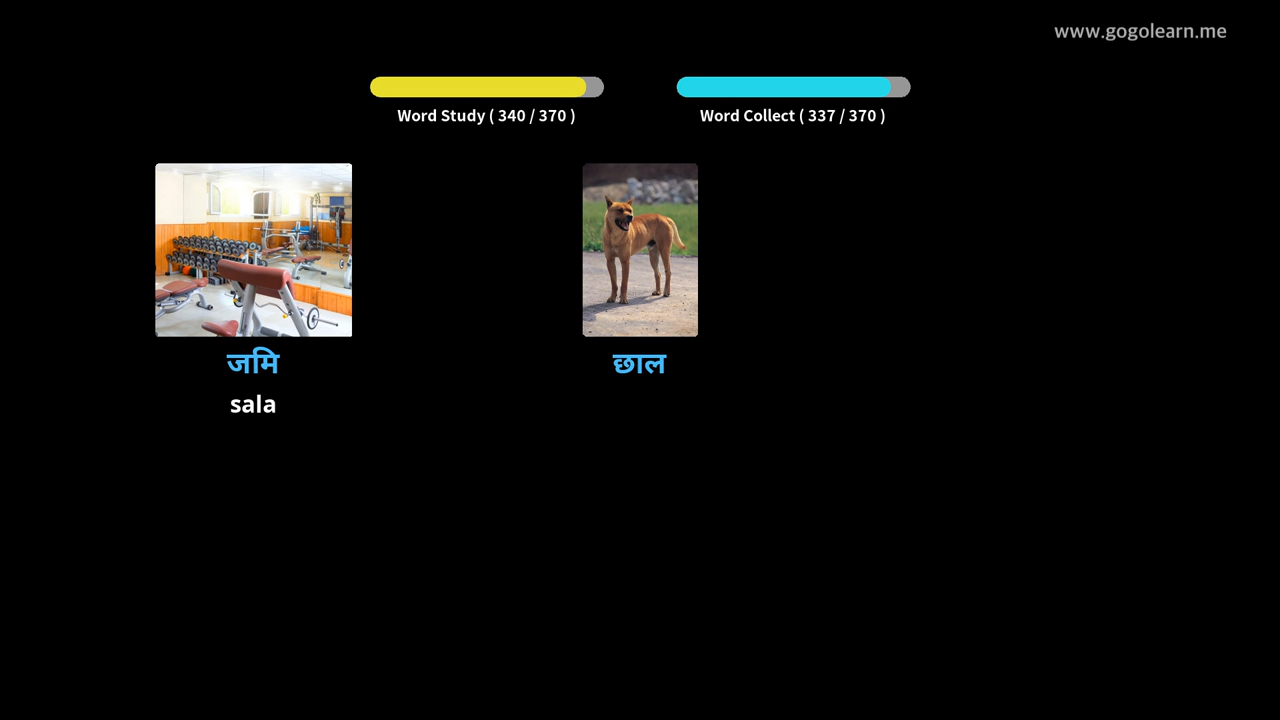 www.gogolearn.me
Word Study ( 340 / 370 )
Word Collect ( 337 / 370 )
जमि
छाल
sala